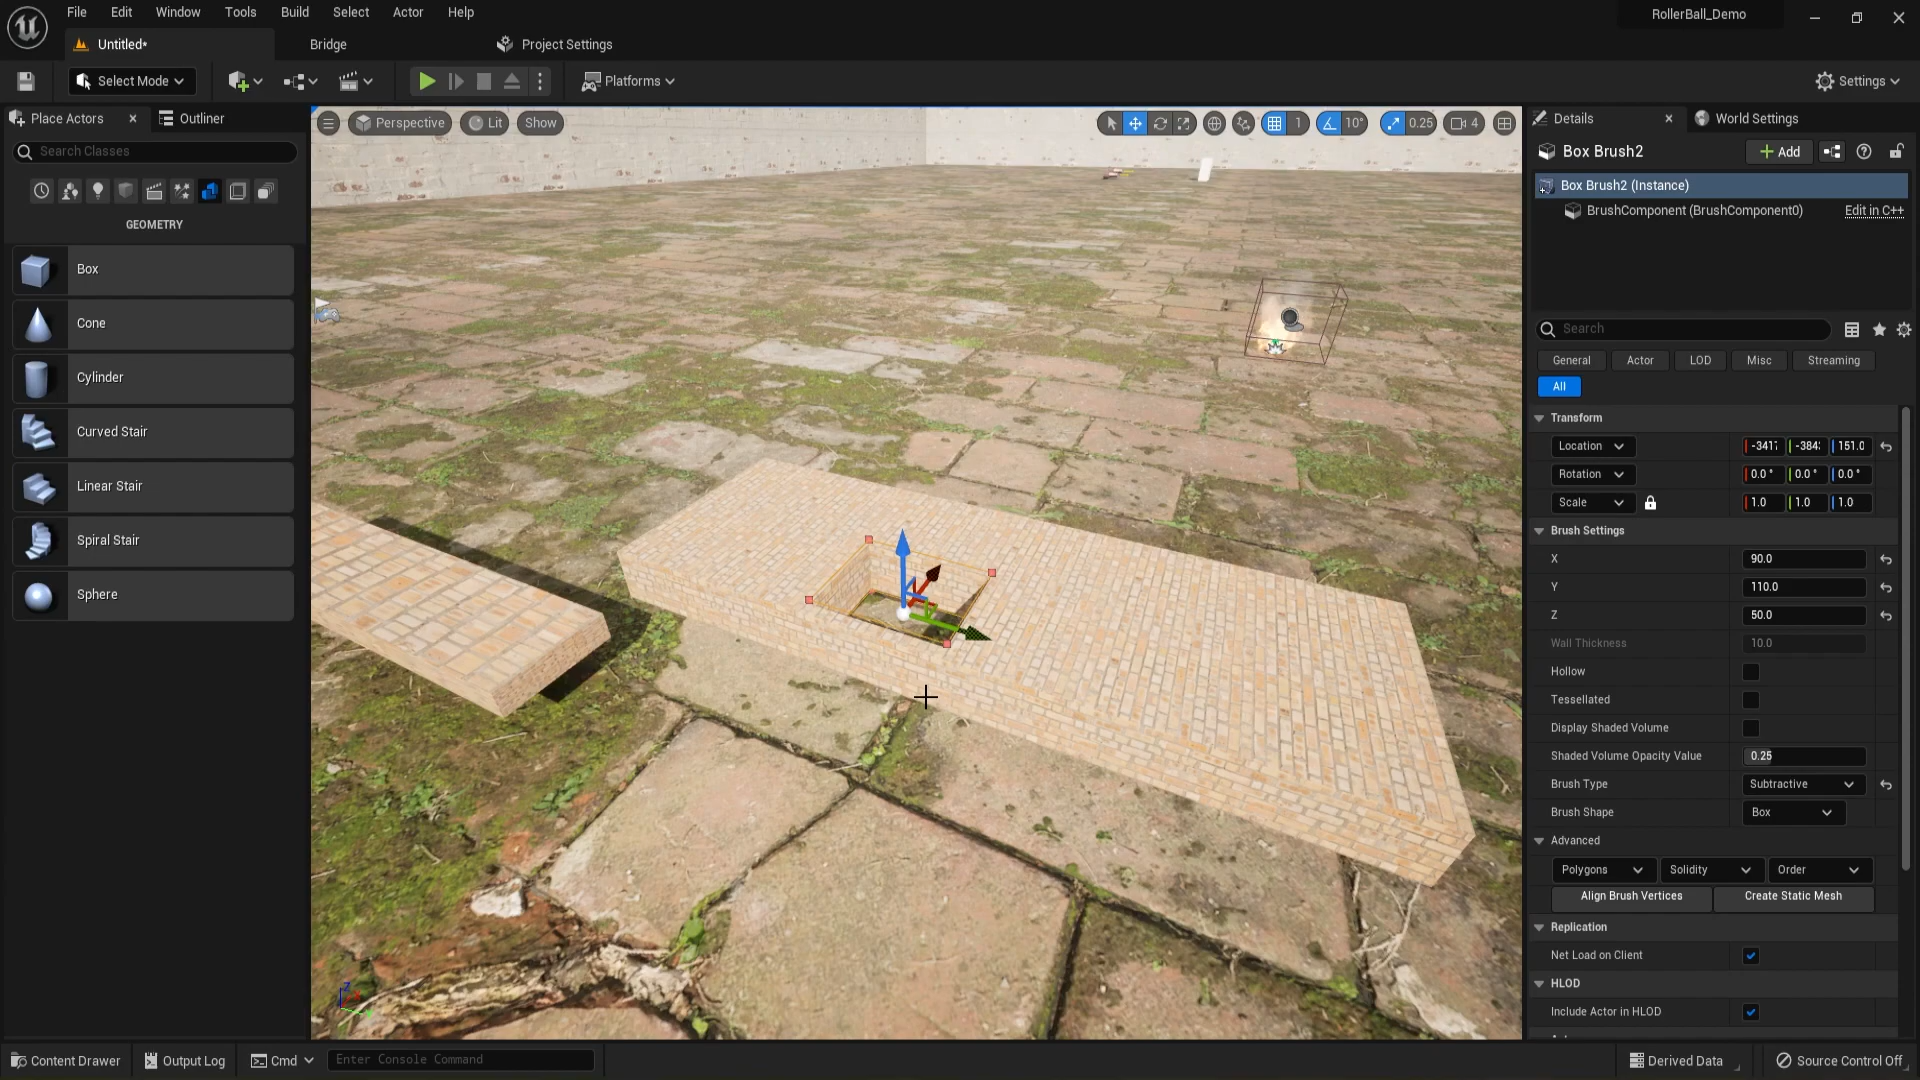 File Edit Window Tools Build Select Actor Help
RollerBall_Demo
Untitled*
Bridge
Project Settings
Select Mode
Platforms
Settings
Place Actors
Outliner
Search Classes
GEOMETRY
Box
Cone
Cylinder
Curved Stair
Linear Stair
Spiral Stair
Sphere
Perspective
Lit
Show
1
10°
0.25
4
Details
World Settings
Box Brush2
Add
Box Brush2 (Instance)
BrushComponent (BrushComponent0)
Edit in C++
Search
General
Actor
LOD
Misc
Streaming
All
Transform
Location
151.0
Rotation
0.0 ° 0.0 ° 0.0 °
Scale
1.0 1.0 1.0
Brush Settings
X 90.0
Y 110.0
Z 50.0
Wall Thickness 10.0
Hollow
Tessellated
Display Shaded Volume
Shaded Volume Opacity Value 0.25
Brush Type Subtractive
Brush Shape Box
Advanced
Polygons Solidity Order
Align Brush Vertices Create Static Mesh
Replication
Net Load on Client
HLOD
Include Actor in HLOD
Content Drawer
Output Log
Cmd
Enter Console Command
Derived Data
Source Control Off